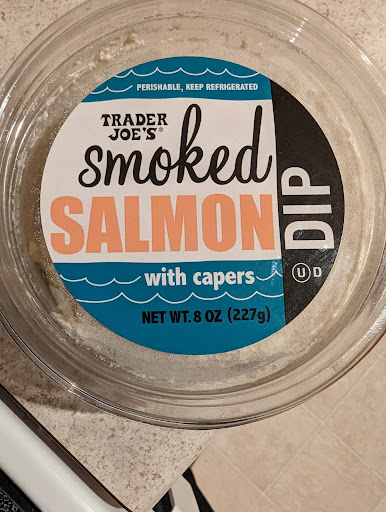 PERISHABLE, KEEP REFRIGERATED
TRADER
JOE'S®
smoked
SALMON
DIP
with capers
Ⓤ D
NET WT. 8 OZ (227g)